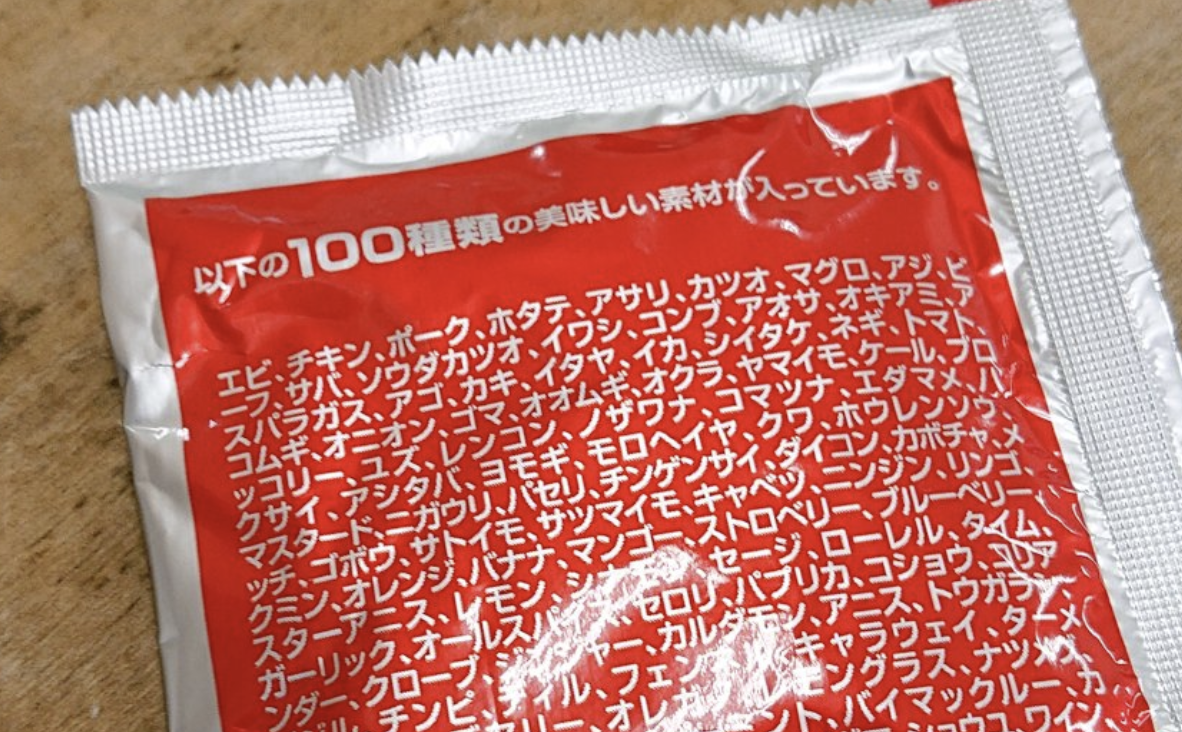 以下の100種類の美味しい素材が入っています。
エビ、チキン、ポーク、ホタテ、アサリ、カツオ、マグロ、アジ、ビ
ーフ、サバ、ソウダカツオ、イワシ、コンブ、アオサ、オキアミ、ア
スパラガス、アゴ、カキ、イタヤ、イカ、シイタケ、ネギ、トマト、
コムギ、オニオン、ゴマ、オオムギ、オクラ、ヤマイモ、ケール、ブロ
ッコリー、ユズ、レンコン、ノザワナ、コマツナ、エダマメ、ハ
クサイ、アシタバ、ヨモギ、モロヘイヤ、クワ、ホウレンソウ、
マスタード、ニガウリ、パセリ、チンゲンサイ、ダイコン、カボチャ、メ
ッチ、ゴボウ、サトイモ、サツマイモ、キャベツ、ニンジン、リンゴ、
クミン、オレンジ、バナナ、マンゴー、ストロベリー、ブルーベリー、
スターアニス、レモン、セージ、ローレル、タイム、
ガーリック、オールスパイス、セロリ、パプリカ、コショウ、コリア
ンダー、クローブ、ジンジャー、カルダモン、アニス、トウガラシ、
チンピ、ディル、フェン キャラウェイ、ターメ
オレガ モングラス、ナツメグ、
ント、バイマックルー、カ
ショウユ、ワイン